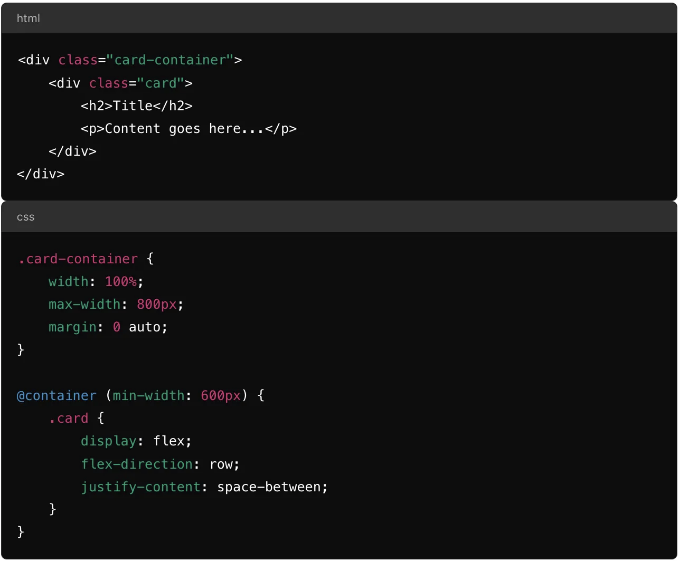 html
<div class="card-container">
    <div class="card">
        <h2>Title</h2>
        <p>Content goes here...</p>
    </div>
</div>
css
.card-container {
    width: 100%;
    max-width: 800px;
    margin: 0 auto;
}
@container (min-width: 600px) {
    .card {
        display: flex;
        flex-direction: row;
        justify-content: space-between;
    }
}